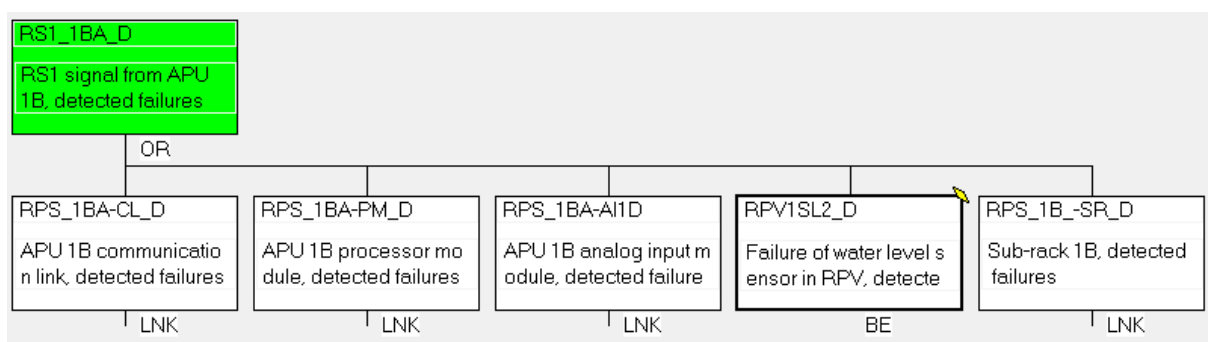 RS1_1BA_D
RS1 signal from APU
1B, detected failures
OR
RPS_1BA-CL_D
APU 1B communicatio
n link, detected failures
LNK
RPS_1BA-PM_D
APU 1B processor mo
dule, detected failures
LNK
RPS_1BA-AI1D
APU 1B analog input m
odule, detected failure
LNK
RPV1SL2_D
Failure of water level s
ensor in RPV, detecte
BE
RPS_1B_-SR_D
Sub-rack 1B, detected
failures
LNK